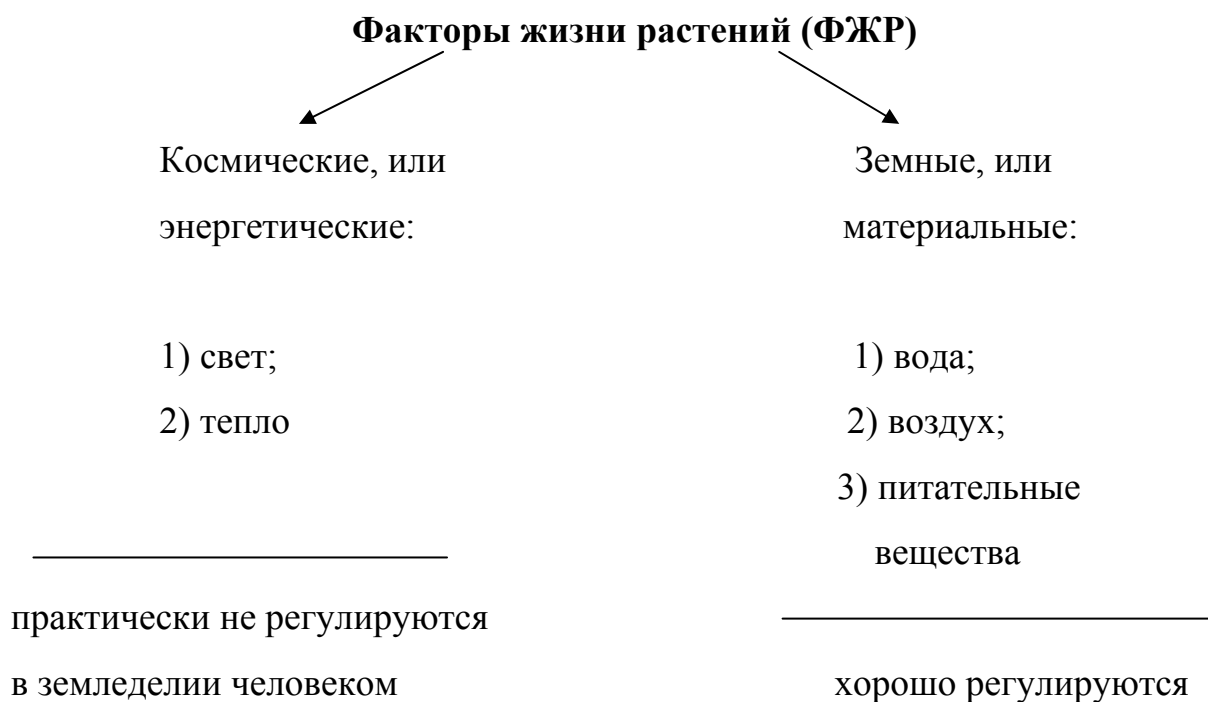 Факторы жизни растений (ФЖР)
Космические, или
энергетические:
1) свет;
2) тепло
практически не регулируются
в земледелии человеком
Земные, или
материальные:
1) вода;
2) воздух;
3) питательные
вещества
хорошо регулируются